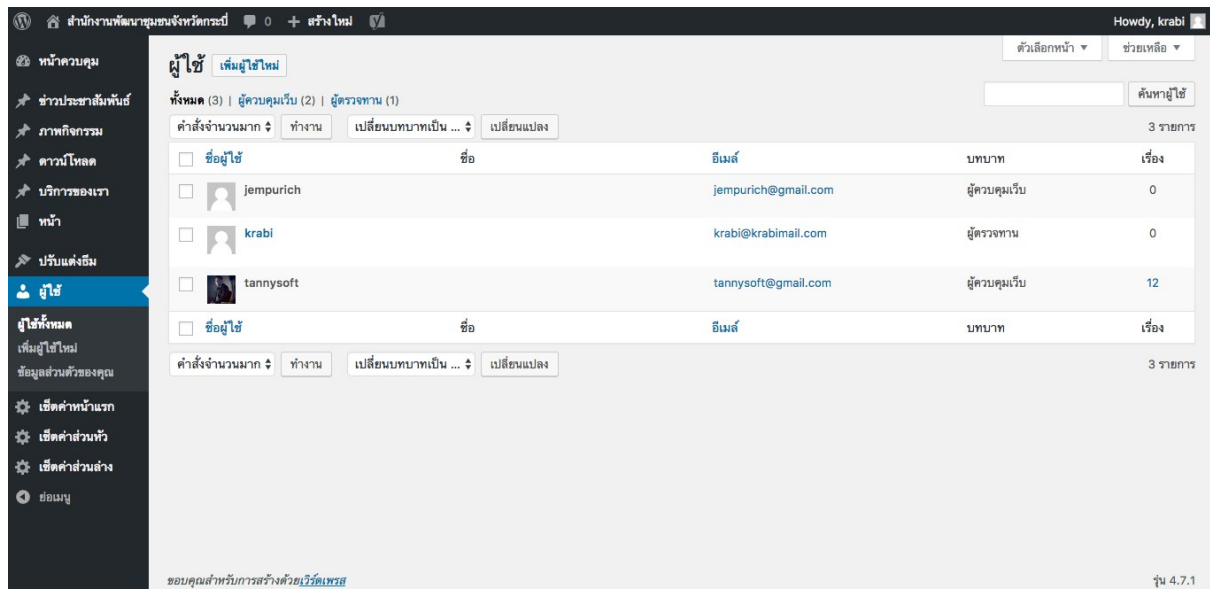 สำนักงานพัฒนาชุมชนจังหวัดกระบี่ 0 + สร้างใหม่ Howdy, krabi
หน้าควบคุม
ข่าวประชาสัมพันธ์
ภาพกิจกรรม
ดาวน์โหลด
บริการของเรา
หน้า
ปรับแต่งธีม
ผู้ใช้
ผู้ใช้ทั้งหมด
เพิ่มผู้ใช้ใหม่
ข้อมูลส่วนตัวของคุณ
เซ็ตค่าหน้าแรก
เซ็ตค่าส่วนหัว
เซ็ตค่าส่วนล่าง
ย่อเมนู
ตัวเลือกหน้า ช่วยเหลือ
ผู้ใช้ เพิ่มผู้ใช้ใหม่
ค้นหาผู้ใช้
ทั้งหมด (3) | ผู้ควบคุมเว็บ (2) | ผู้ตรวจทาน (1)
คำสั่งจำนวนมาก ทำงาน เปลี่ยนบทบาทเป็น ... เปลี่ยนแปลง 3 รายการ
ชื่อผู้ใช้ ชื่อ อีเมล์ บทบาท เรื่อง
jempurich jempurich@gmail.com ผู้ควบคุมเว็บ 0
krabi krabi@krabimail.com ผู้ตรวจทาน 0
tannysoft tannysoft@gmail.com ผู้ควบคุมเว็บ 12
ชื่อผู้ใช้ ชื่อ อีเมล์ บทบาท เรื่อง
คำสั่งจำนวนมาก ทำงาน เปลี่ยนบทบาทเป็น ... เปลี่ยนแปลง 3 รายการ
ขอบคุณสำหรับการสร้างด้วยเวิร์ดเพรส รุ่น 4.7.1